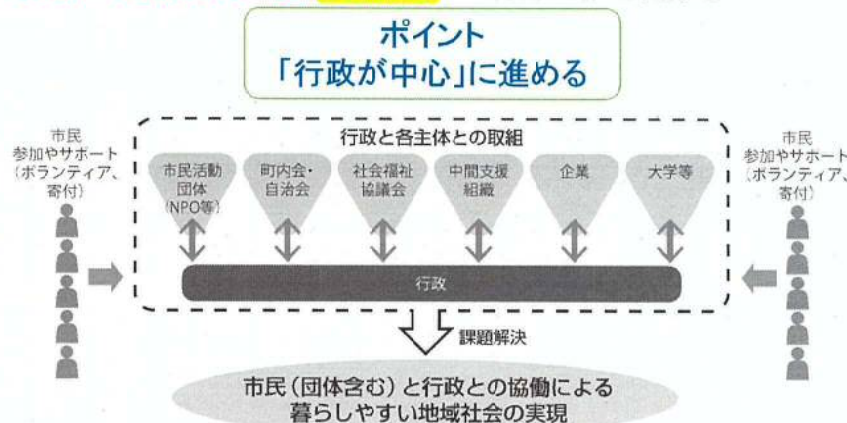 ポイント
「行政が中心」に進める
行政と各主体との取組
市民
参加やサポート
(ボランティア、
寄付)
市民活動
団体
(NPO等)
町内会・
自治会
社会福祉
協議会
中間支援
組織
企業
大学等
市民
参加やサポート
(ボランティア、
寄付)
行政
課題解決
市民(団体含む)と行政との協働による
暮らしやすい地域社会の実現